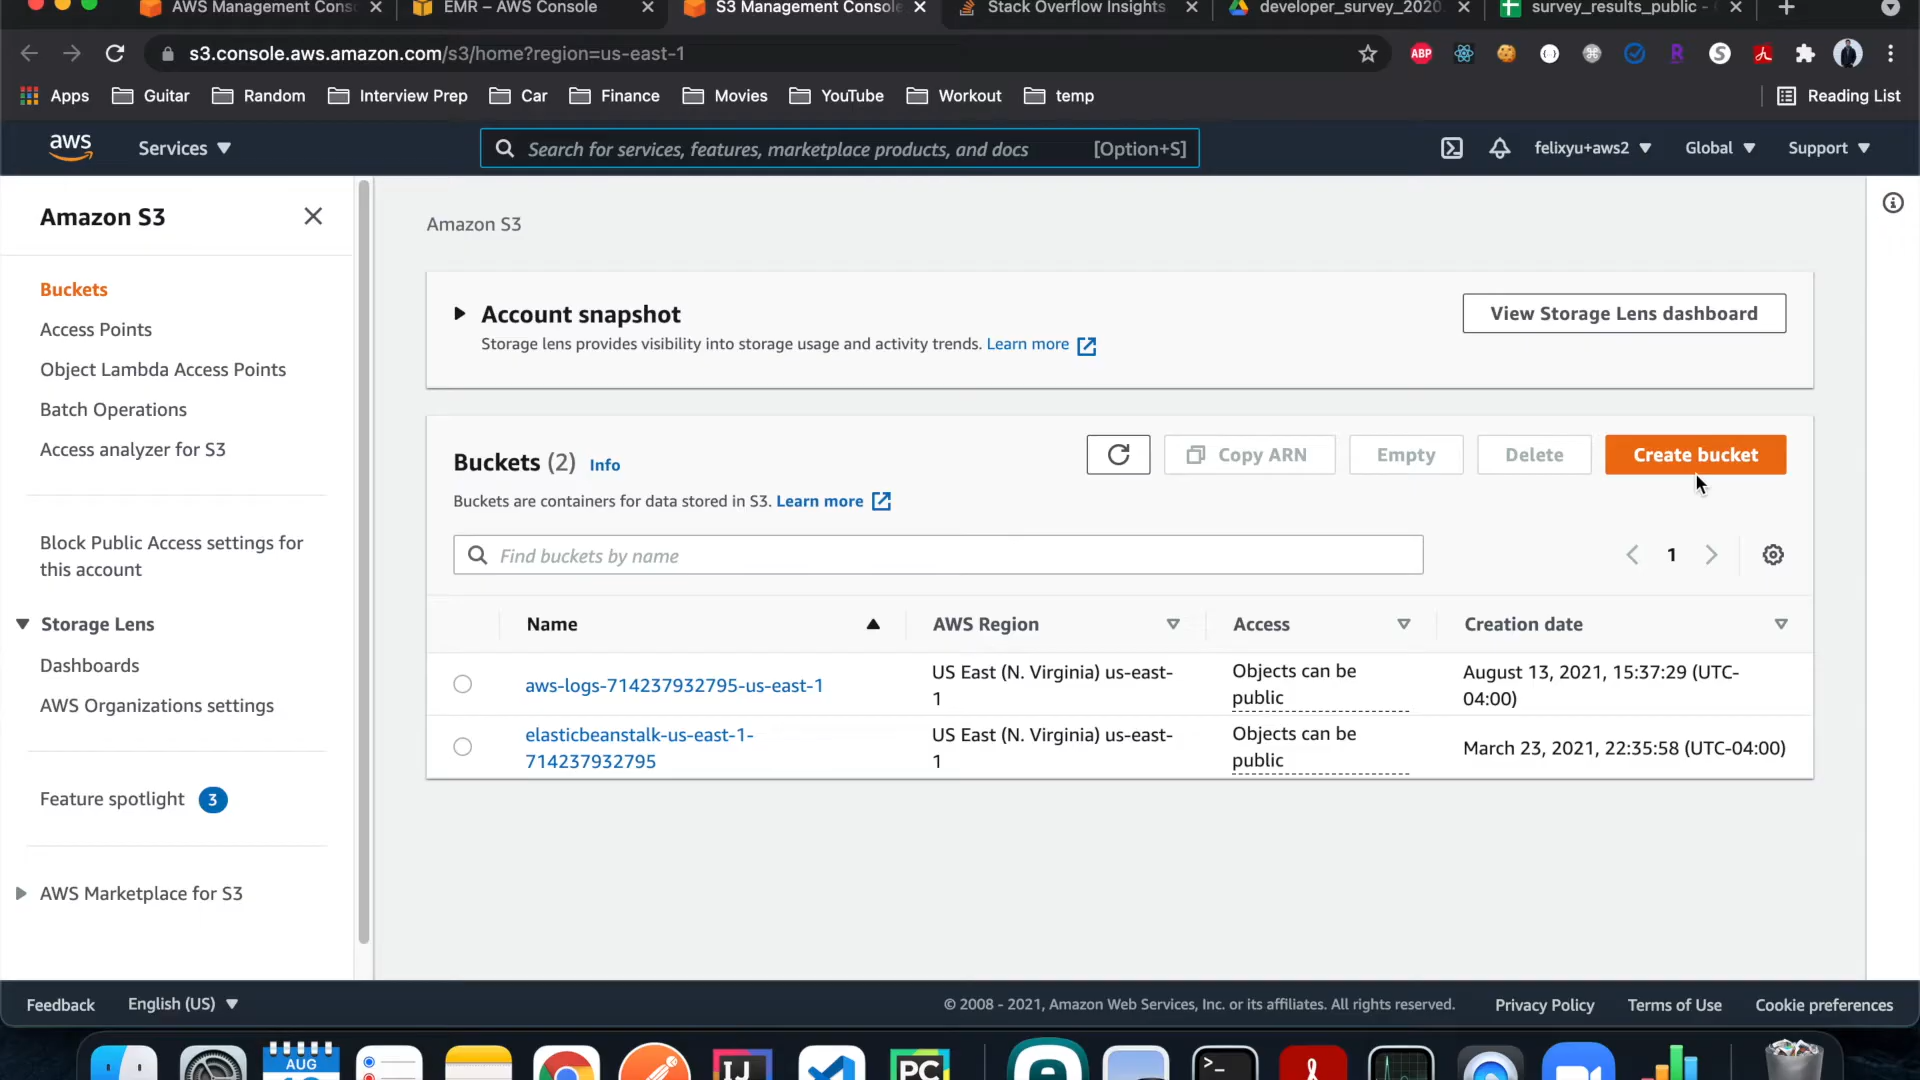 AWS Management Cons
EMR – AWS Console
S3 Management Console
Stack Overflow Insights
developer_survey_2020
survey_results_public -
s3.console.aws.amazon.com/s3/home?region=us-east-1
ABP
Apps
Guitar
Random
Interview Prep
Car
Finance
Movies
YouTube
Workout
temp
Reading List
aws
Services
Search for services, features, marketplace products, and docs
[Option+S]
felixyu+aws2
Global
Support
Amazon S3
Buckets
Access Points
Object Lambda Access Points
Batch Operations
Access analyzer for S3
Block Public Access settings for
this account
Storage Lens
Dashboards
AWS Organizations settings
Feature spotlight 3
AWS Marketplace for S3
Amazon S3
Account snapshot
View Storage Lens dashboard
Storage lens provides visibility into storage usage and activity trends. Learn more
Buckets (2) Info
Copy ARN
Empty
Delete
Create bucket
Buckets are containers for data stored in S3. Learn more
Find buckets by name
1
Name
AWS Region
Access
Creation date
aws-logs-714237932795-us-east-1
US East (N. Virginia) us-east-
1
Objects can be
public
August 13, 2021, 15:37:29 (UTC-
04:00)
elasticbeanstalk-us-east-1-
714237932795
US East (N. Virginia) us-east-
1
Objects can be
public
March 23, 2021, 22:35:58 (UTC-04:00)
Feedback
English (US)
© 2008 - 2021, Amazon Web Services, Inc. or its affiliates. All rights reserved.
Privacy Policy
Terms of Use
Cookie preferences
AUG
IJ
PC